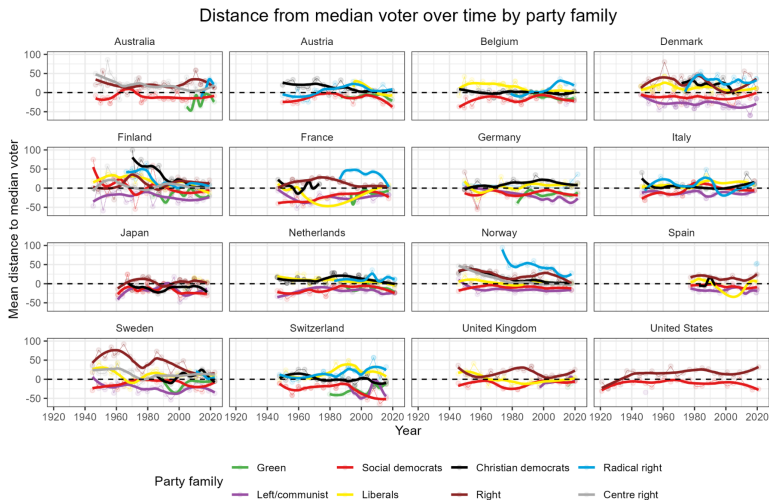 Distance from median voter over time by party family
Australia Austria Belgium Denmark
100
50
0
-50
Finland France Germany Italy
100
50
0
-50
Japan Netherlands Norway Spain
100
50
0
-50
Sweden Switzerland United Kingdom United States
100
50
0
-50
1920 1940 1960 1980 2000 2020 1920 1940 1960 1980 2000 2020 1920 1940 1960 1980 2000 2020 1920 1940 1960 1980 2000 2020
Mean distance to median voter
Year
Party family
Green Social democrats Christian democrats Radical right
Left/communist Liberals Right Centre right